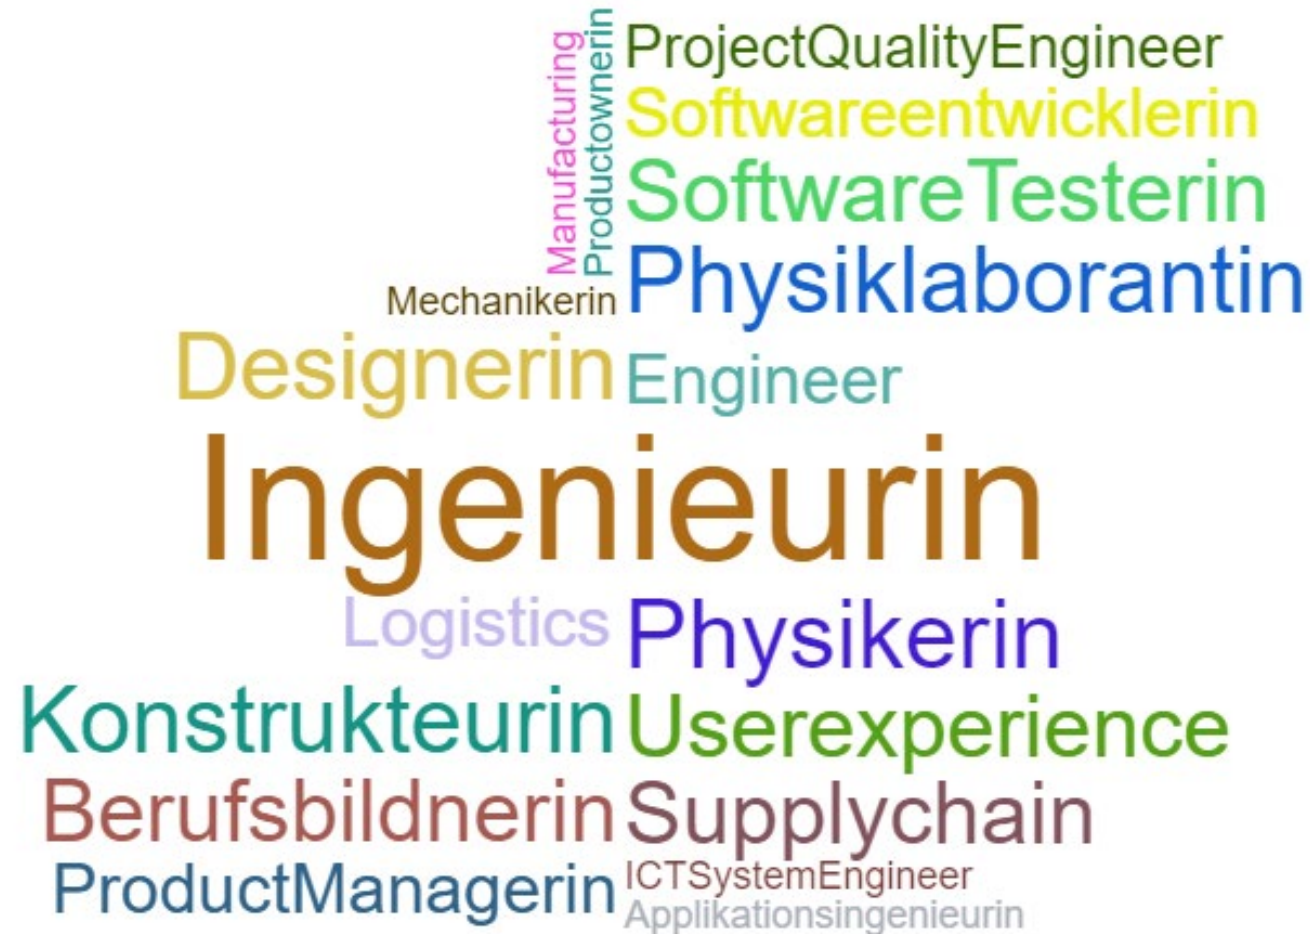 Manufacturing
Productownerin
ProjectQualityEngineer
Softwareentwicklerin
SoftwareTesterin
Physiklaborantin
Mechanikerin
Designerin
Engineer
Ingenieurin
Logistics
Physikerin
Konstrukteurin
Userexperience
Berufsbildnerin
Supplychain
ProductManagerin
ICTSystemEngineer
Applikationsingenieurin